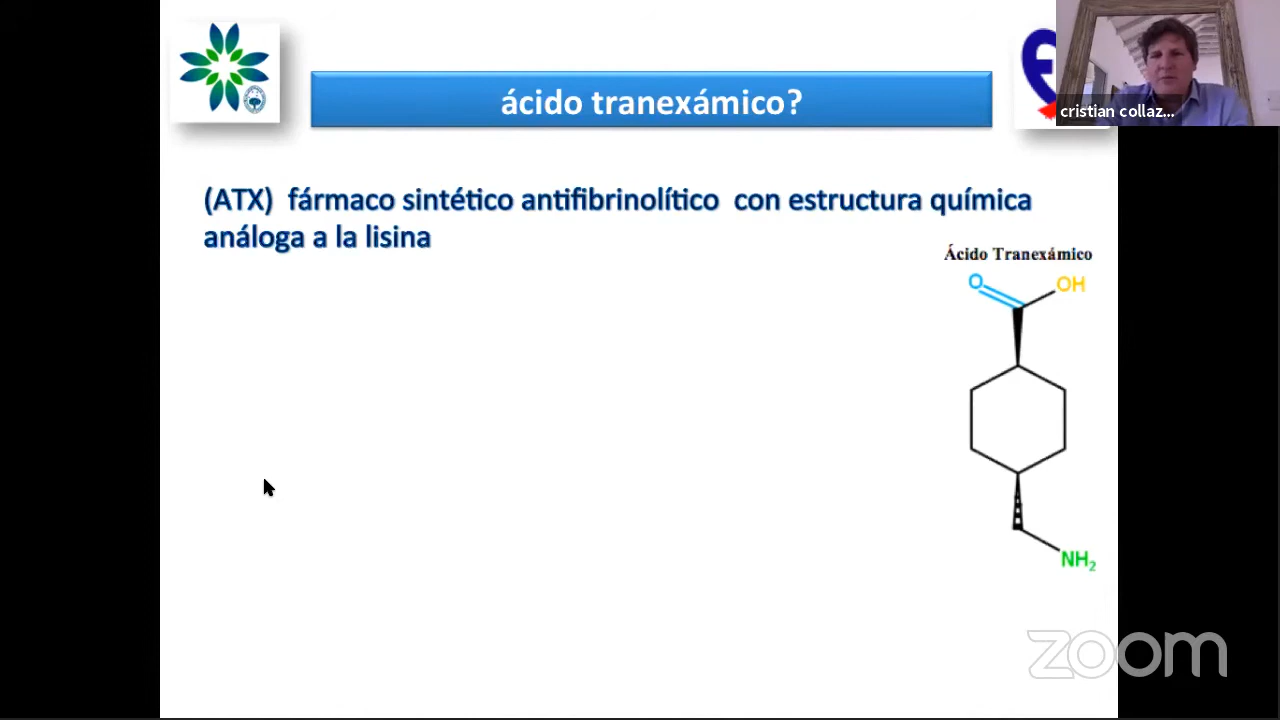 ácido tranexámico?
cristian collaz...
(ATX) fármaco sintético antifibrinolítico con estructura química
análoga a la lisina
Ácido Tranexámico
O
OH
NH₂
zoom